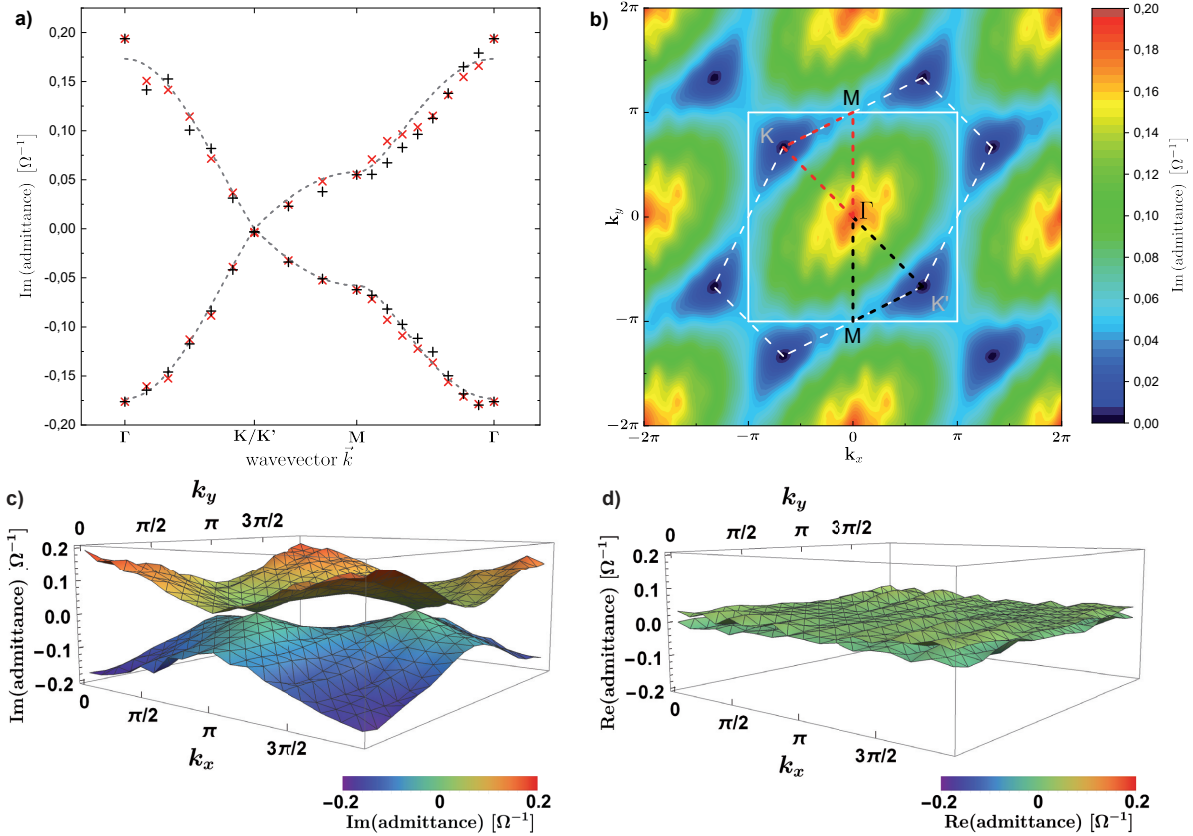 a)
0,20
0,15
0,10
0,05
0,00
-0,05
-0,10
-0,15
-0,20
Im (admittance) [Ω⁻¹]
Γ
K/K'
M
Γ
wavevector k⃗
b)
2π
π
0
-π
-2π
k_y
M
K
Γ
K'
M
−2π
−π
0
π
2π
k_x
0,20
0,18
0,16
0,14
0,12
0,10
0,08
0,06
0,04
0,02
0,00
Im (admittance) [Ω⁻¹]
c)
k_y
0
π/2
π
3π/2
0.2
0.1
0.0
−0.1
−0.2
Im(admittance) [Ω⁻¹]
0
π/2
π
3π/2
k_x
−0.2
0
0.2
Im(admittance) [Ω⁻¹]
d)
k_y
0
π/2
π
3π/2
0.2
0.1
0.0
−0.1
−0.2
Re(admittance) [Ω⁻¹]
0
π/2
π
3π/2
k_x
−0.2
0
0.2
Re(admittance) [Ω⁻¹]